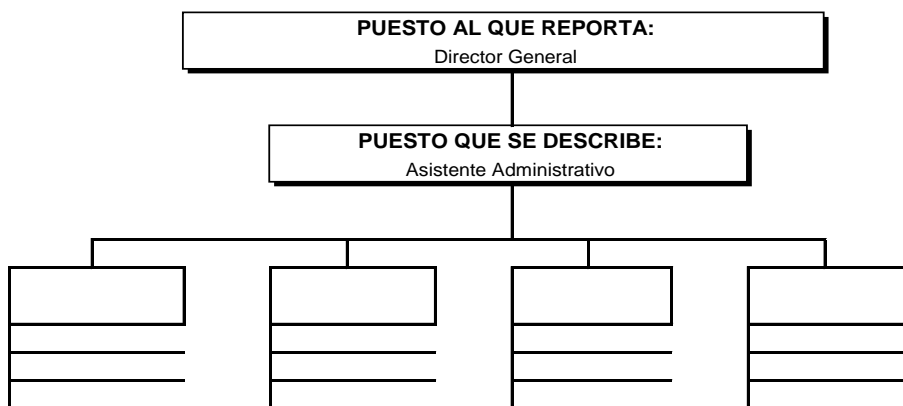 PUESTO AL QUE REPORTA:
Director General
PUESTO QUE SE DESCRIBE:
Asistente Administrativo